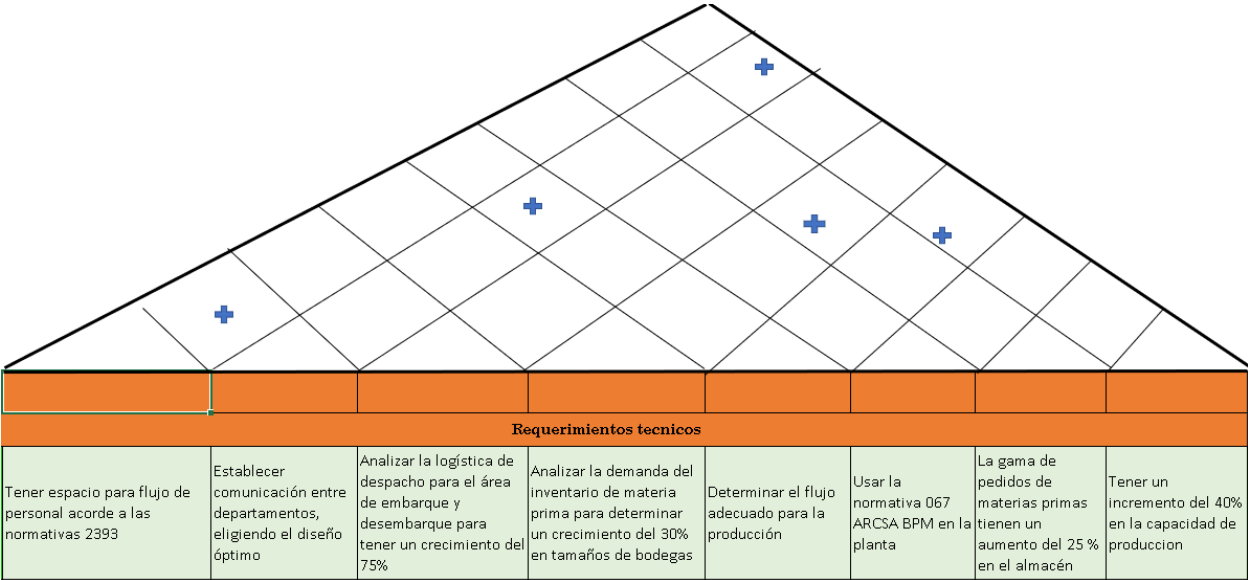 Requerimientos tecnicos
Tener espacio para flujo de
personal acorde a las
normativas 2393
Establecer
comunicación entre
departamentos,
eligiendo el diseño
óptimo
Analizar la logística de
despacho para el área
de embarque y
desembarque para
tener un crecimiento del
75%
Analizar la demanda del
inventario de materia
prima para determinar
un crecimiento del 30%
en tamaños de bodegas
Determinar el flujo
adecuado para la
producción
Usar la
normativa 067
ARCSA BPM en la
planta
La gama de
pedidos de
materias primas
tienen un
aumento del 25 %
en el almacén
Tener un
incremento del 40%
en la capacidad de
produccion